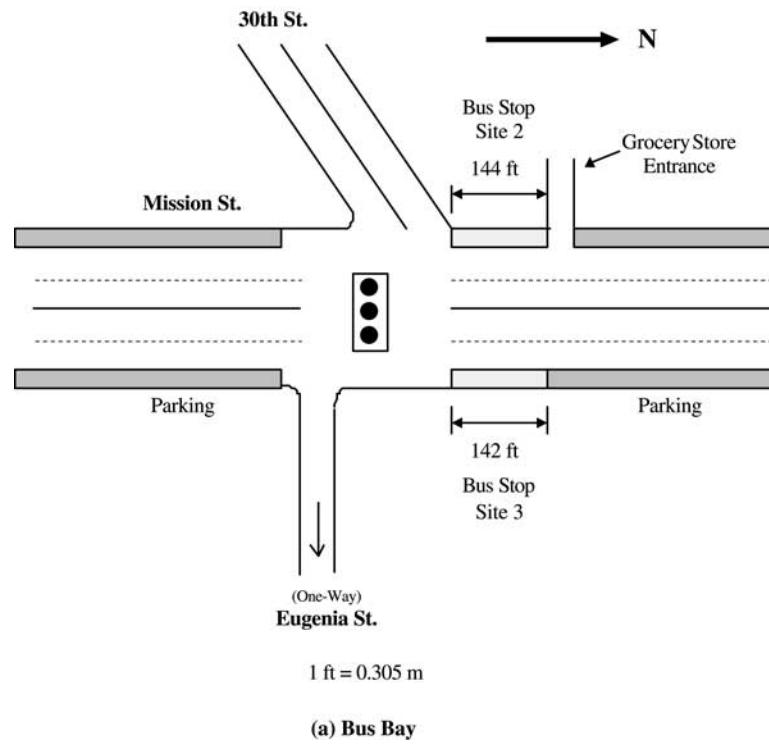 30th St.
N
Bus Stop
Site 2
Grocery Store
Entrance
144 ft
Mission St.
Parking
Parking
142 ft
Bus Stop
Site 3
(One-Way)
Eugenia St.
1 ft = 0.305 m
(a) Bus Bay